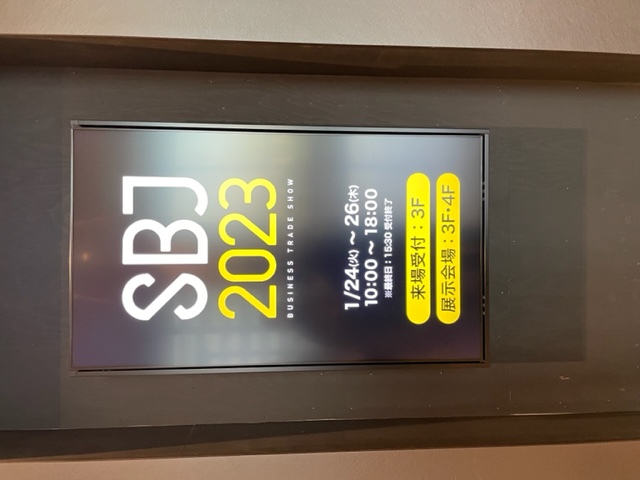 SBJ
2023
BUSINESS TRADE SHOW
1/24(火)～26(木)
10:00～18:00
※最終日：15:30 受付終了
来場受付：3F
展示会場：3F･4F